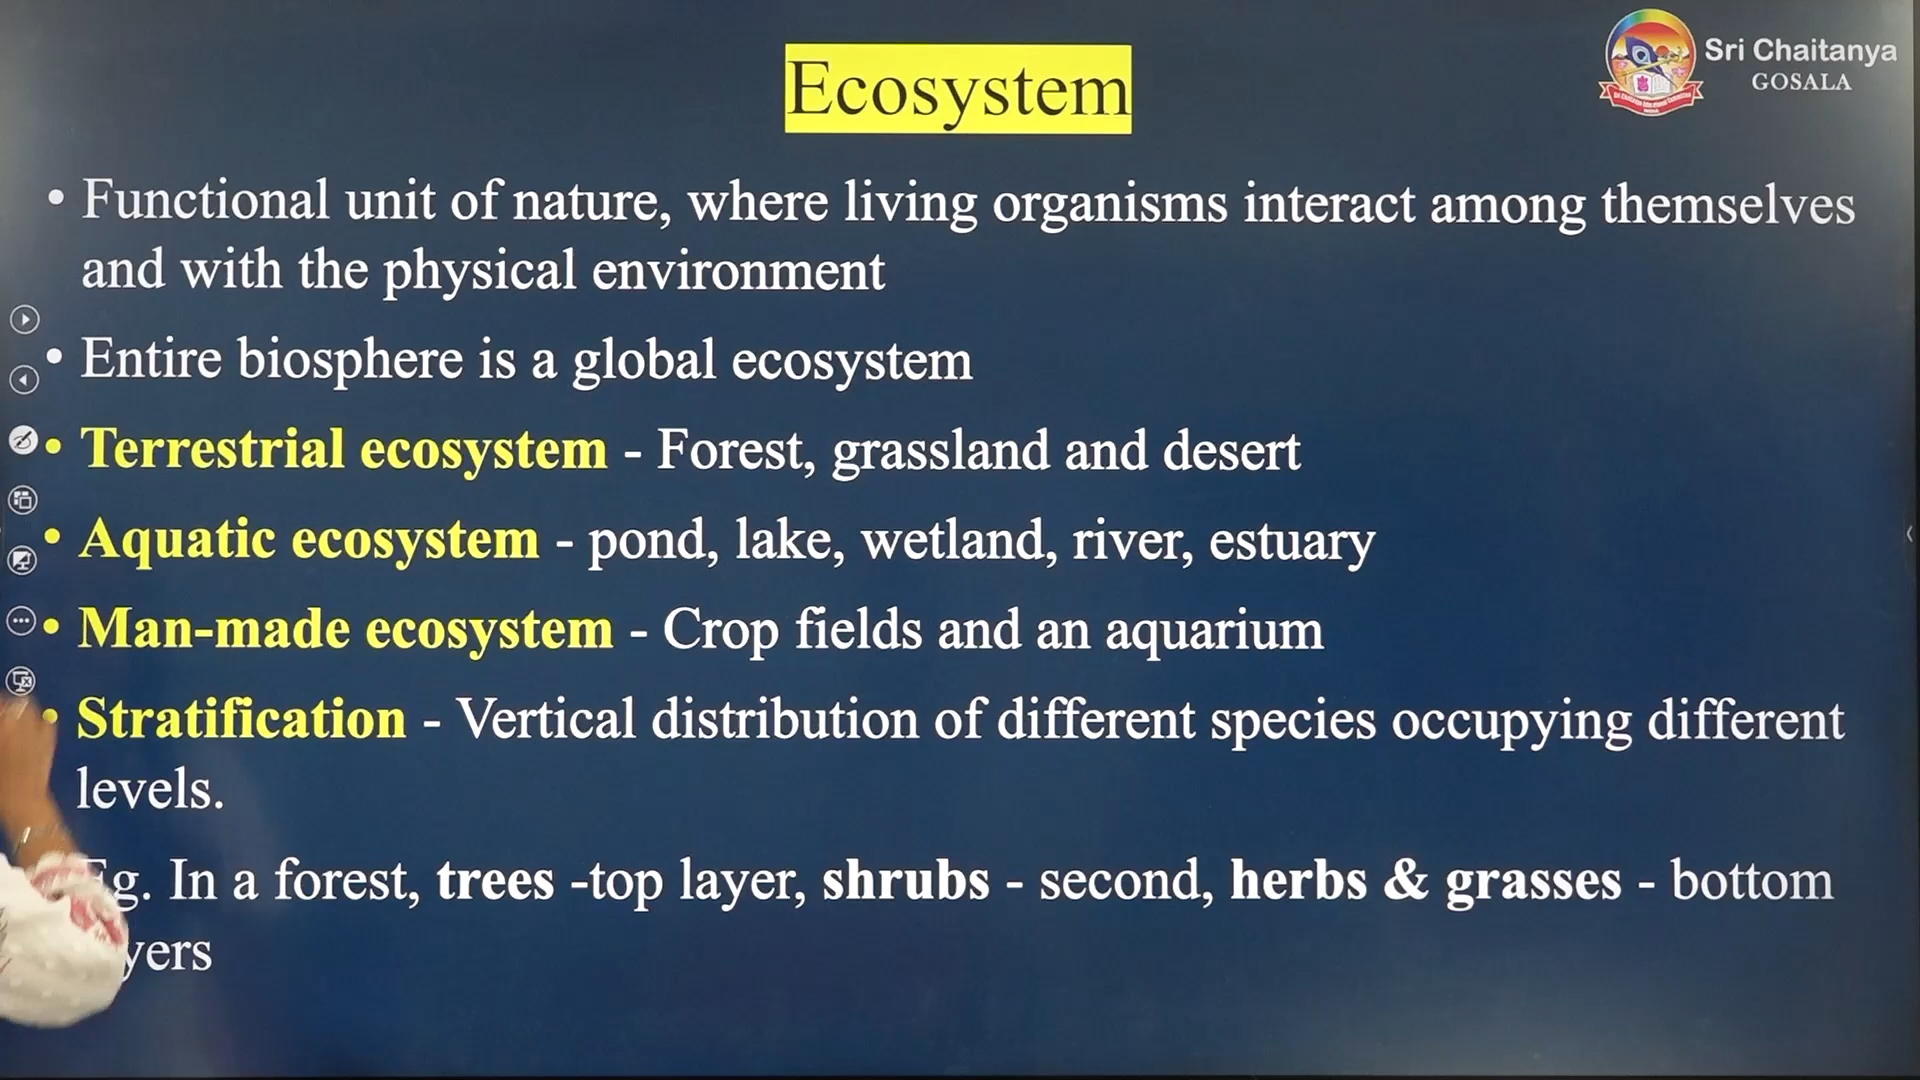 Sri Chaitanya
GOSALA
Ecosystem
• Functional unit of nature, where living organisms interact among themselves
and with the physical environment
• Entire biosphere is a global ecosystem
• Terrestrial ecosystem - Forest, grassland and desert
• Aquatic ecosystem - pond, lake, wetland, river, estuary
• Man-made ecosystem - Crop fields and an aquarium
• Stratification - Vertical distribution of different species occupying different
levels.
In a forest, trees -top layer, shrubs - second, herbs & grasses - bottom